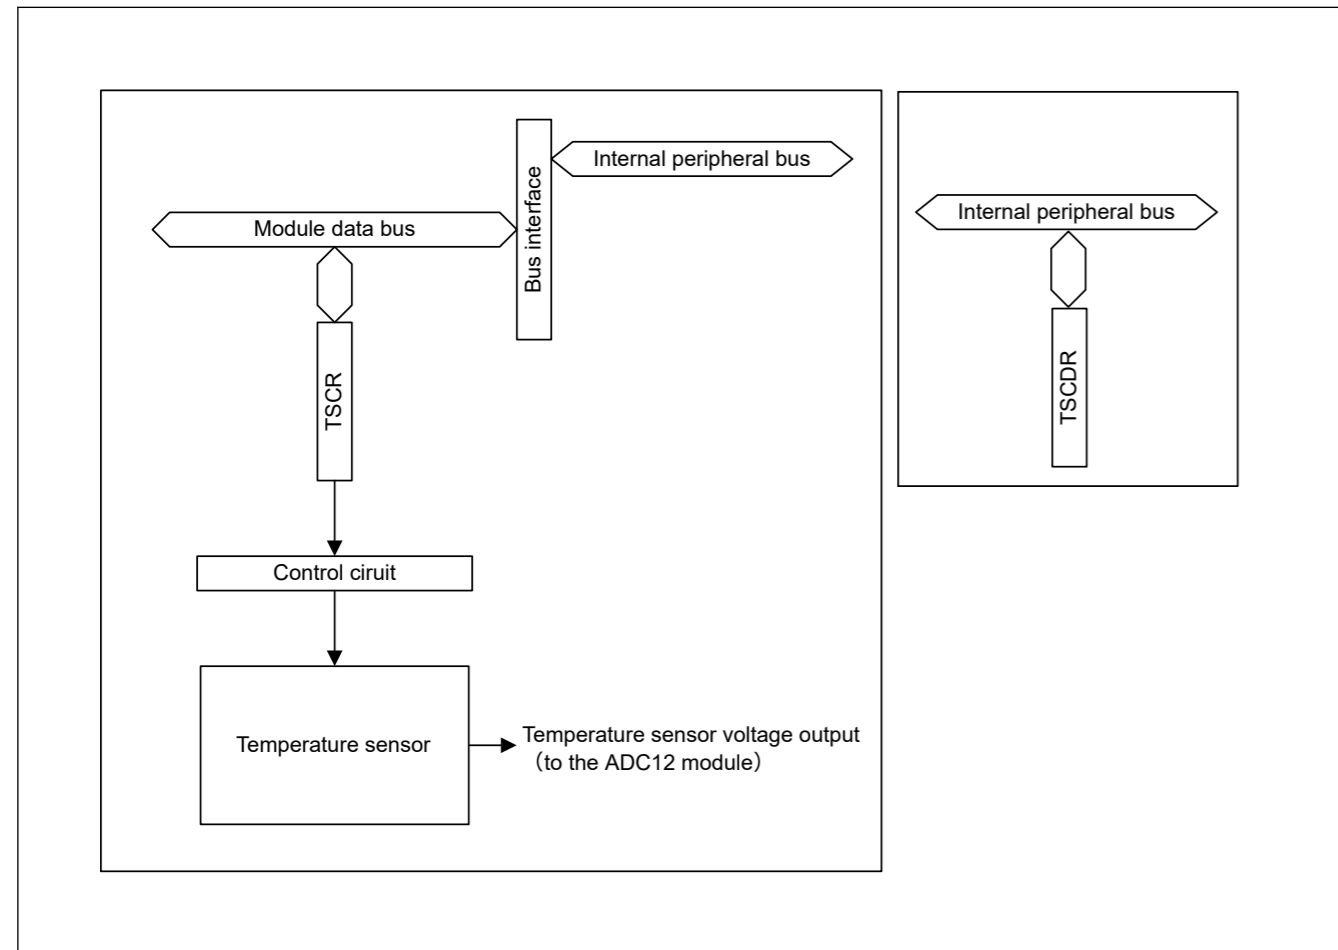 Internal peripheral bus
Module data bus
Bus interface
TSCR
Control ciruit
Temperature sensor
Temperature sensor voltage output
（to the ADC12 module）
Internal peripheral bus
TSCDR